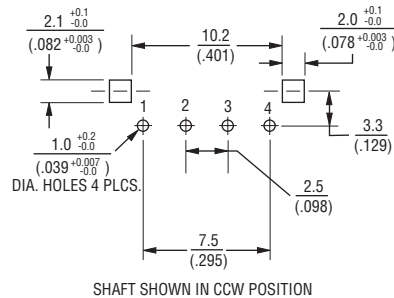 2.1 +0.1 -0.0
(.082 +0.003 -0.0)
10.2
(.401)
2.0 +0.1 -0.0
(.078 +0.003 -0.0)
1 2 3 4
1.0 +0.2 -0.0
(.039 +0.007 -0.0)
DIA. HOLES 4 PLCS.
3.3
(.129)
2.5
(.098)
7.5
(.295)
SHAFT SHOWN IN CCW POSITION